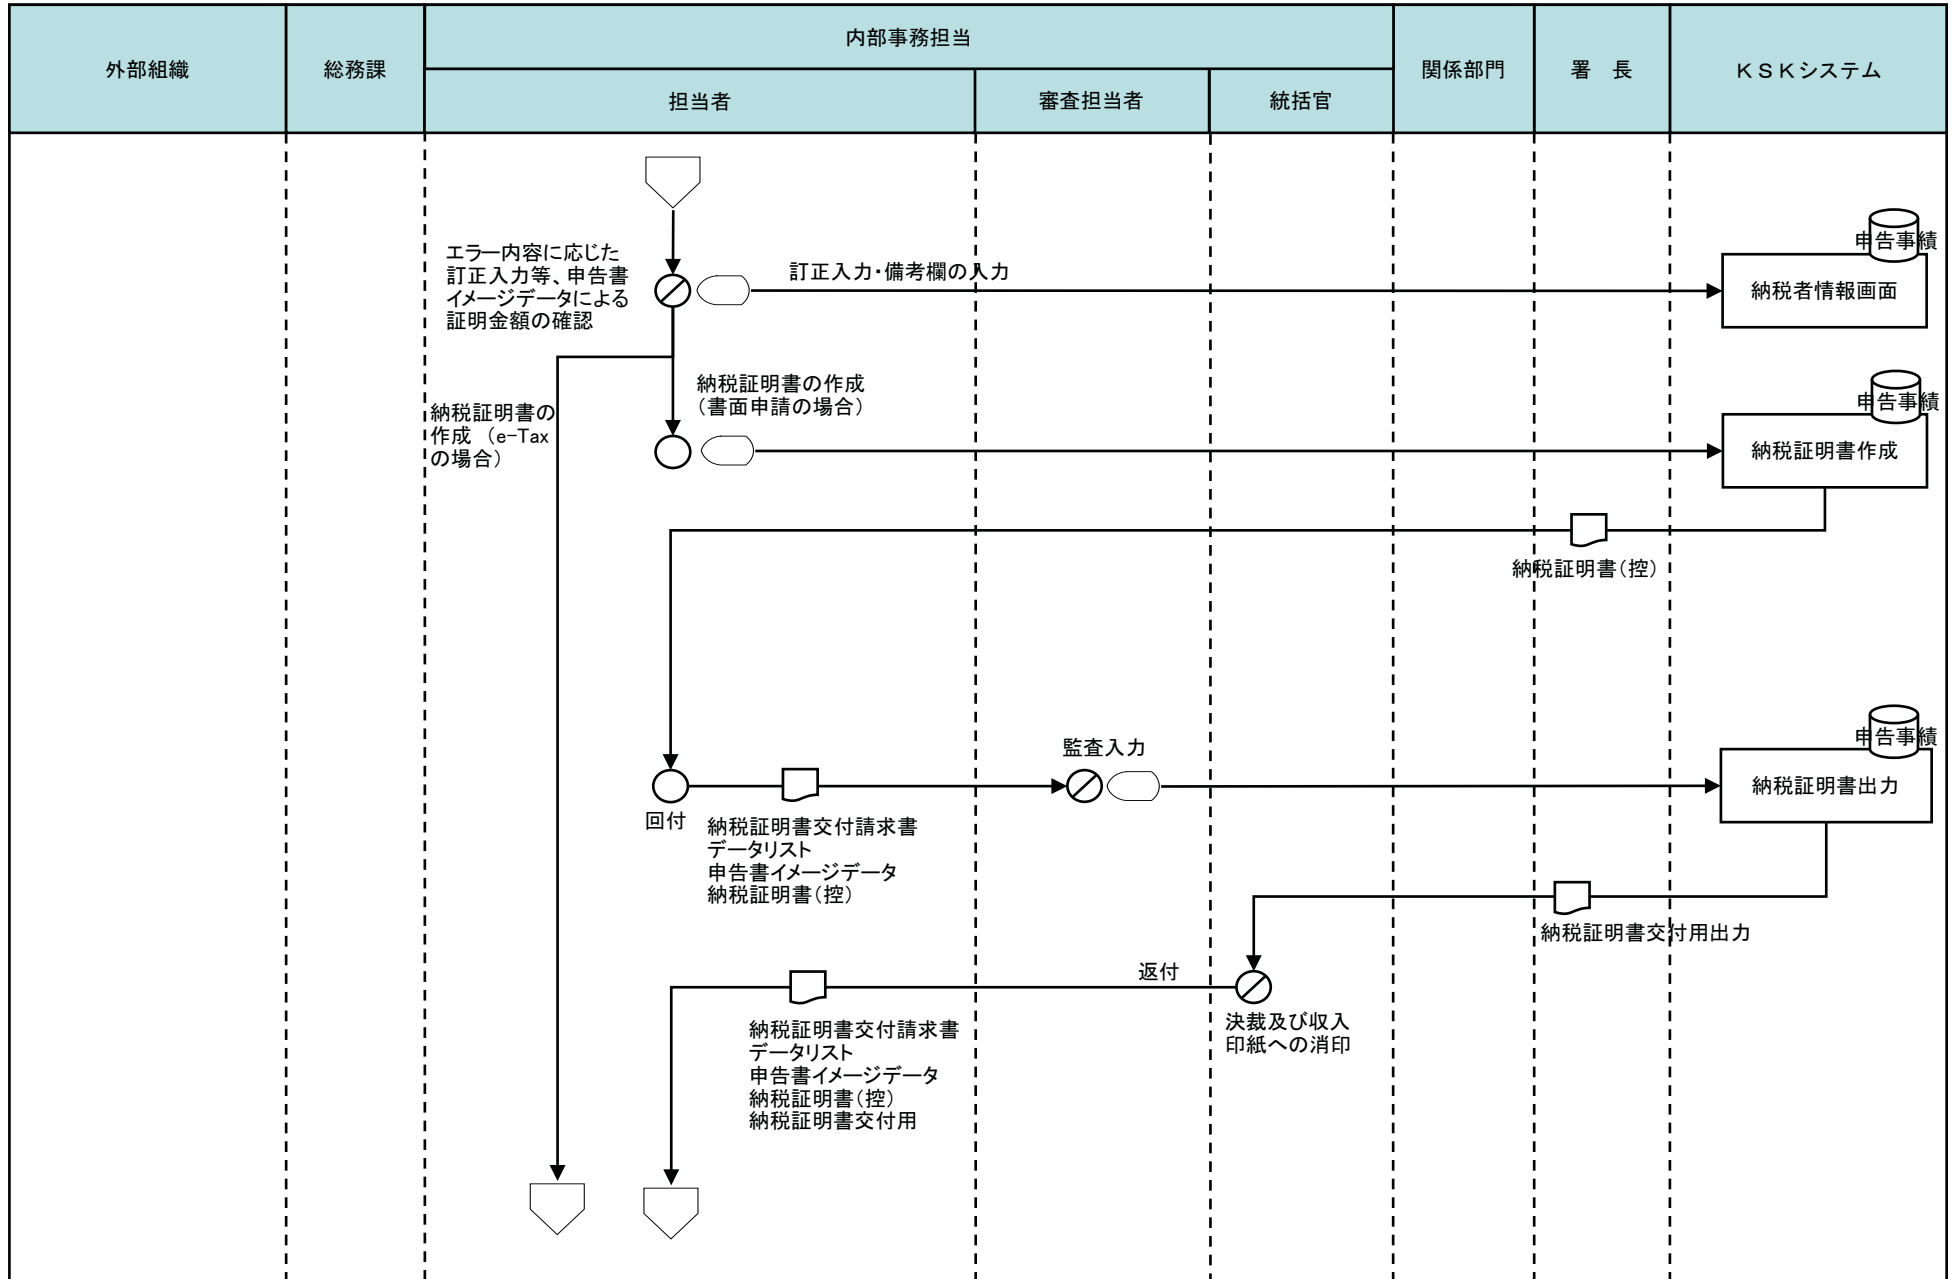 外部組織
総務課
内部事務担当
担当者
審査担当者
統括官
関係部門
署　長
ＫＳＫシステム
エラー内容に応じた
訂正入力等、申告書
イメージデータによる
証明金額の確認
訂正入力・備考欄の入力
申告事績
納税者情報画面
納税証明書の作成
（書面申請の場合）
納税証明書の
作成（e-Tax
の場合）
申告事績
納税証明書作成
納税証明書（控）
監査入力
申告事績
納税証明書出力
回付
納税証明書交付請求書
データリスト
申告書イメージデータ
納税証明書（控）
納税証明書交付用出力
返付
決裁及び収入
印紙への消印
納税証明書交付請求書
データリスト
申告書イメージデータ
納税証明書（控）
納税証明書交付用